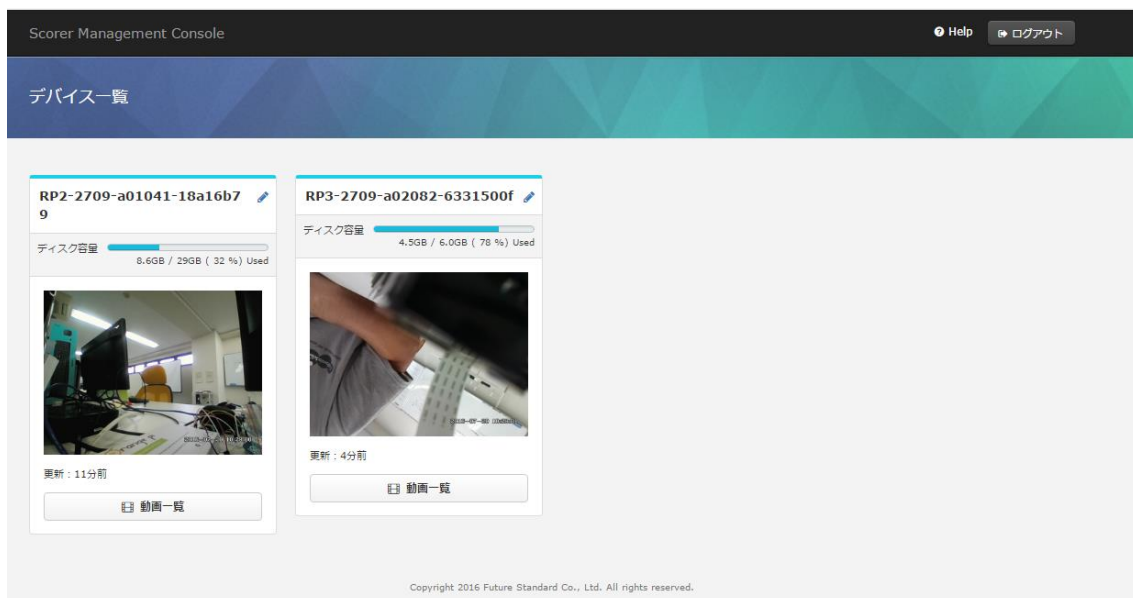 Scorer Management Console
Help
ログアウト
デバイス一覧
RP2-2709-a01041-18a16b7
9
ディスク容量
8.6GB / 29GB ( 32 %) Used
更新：11分前
動画一覧
RP3-2709-a02082-6331500f
ディスク容量
4.5GB / 6.0GB ( 78 %) Used
更新：4分前
動画一覧
Copyright 2016 Future Standard Co., Ltd. All rights reserved.